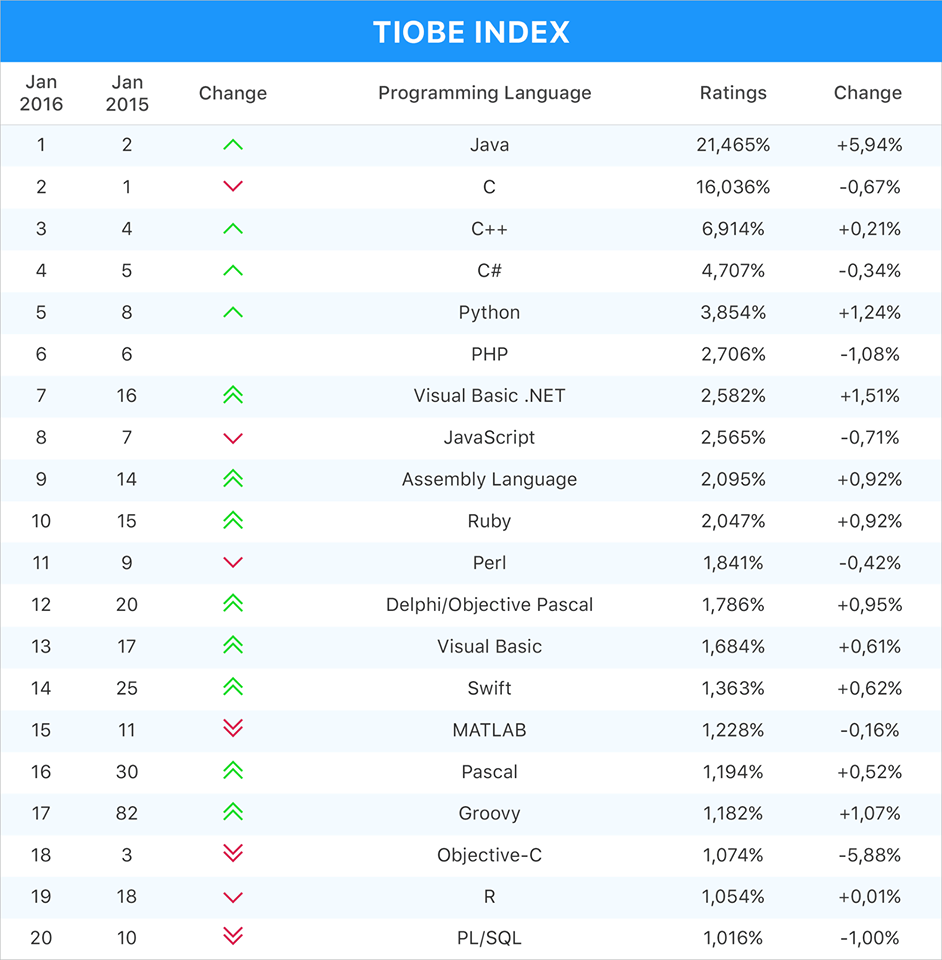 TIOBE INDEX
Jan 2016 Jan 2015 Change Programming Language Ratings Change
1 2 Java 21,465% +5,94%
2 1 C 16,036% -0,67%
3 4 C++ 6,914% +0,21%
4 5 C# 4,707% -0,34%
5 8 Python 3,854% +1,24%
6 6 PHP 2,706% -1,08%
7 16 Visual Basic .NET 2,582% +1,51%
8 7 JavaScript 2,565% -0,71%
9 14 Assembly Language 2,095% +0,92%
10 15 Ruby 2,047% +0,92%
11 9 Perl 1,841% -0,42%
12 20 Delphi/Objective Pascal 1,786% +0,95%
13 17 Visual Basic 1,684% +0,61%
14 25 Swift 1,363% +0,62%
15 11 MATLAB 1,228% -0,16%
16 30 Pascal 1,194% +0,52%
17 82 Groovy 1,182% +1,07%
18 3 Objective-C 1,074% -5,88%
19 18 R 1,054% +0,01%
20 10 PL/SQL 1,016% -1,00%